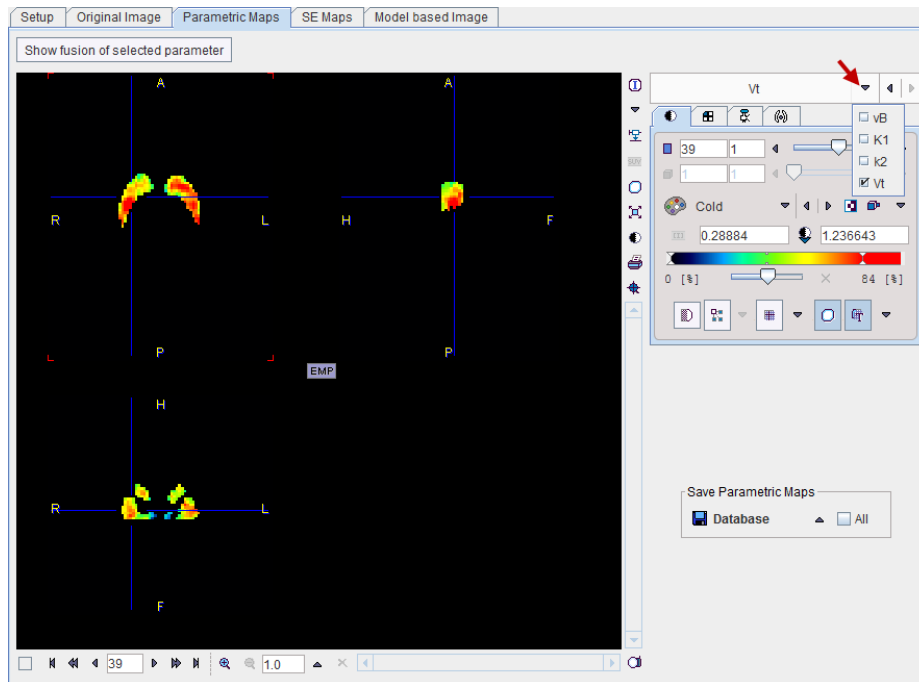 Setup Original Image Parametric Maps SE Maps Model based Image
Show fusion of selected parameter
A A
Vt
vB
K1
k2
Vt
39 1
1 1
SUV
R L H F
Cold
0.28884 1.236643
0 [%] 84 [%]
P P
EMP
H
R L
Save Parametric Maps
Database All
F
39 1.0